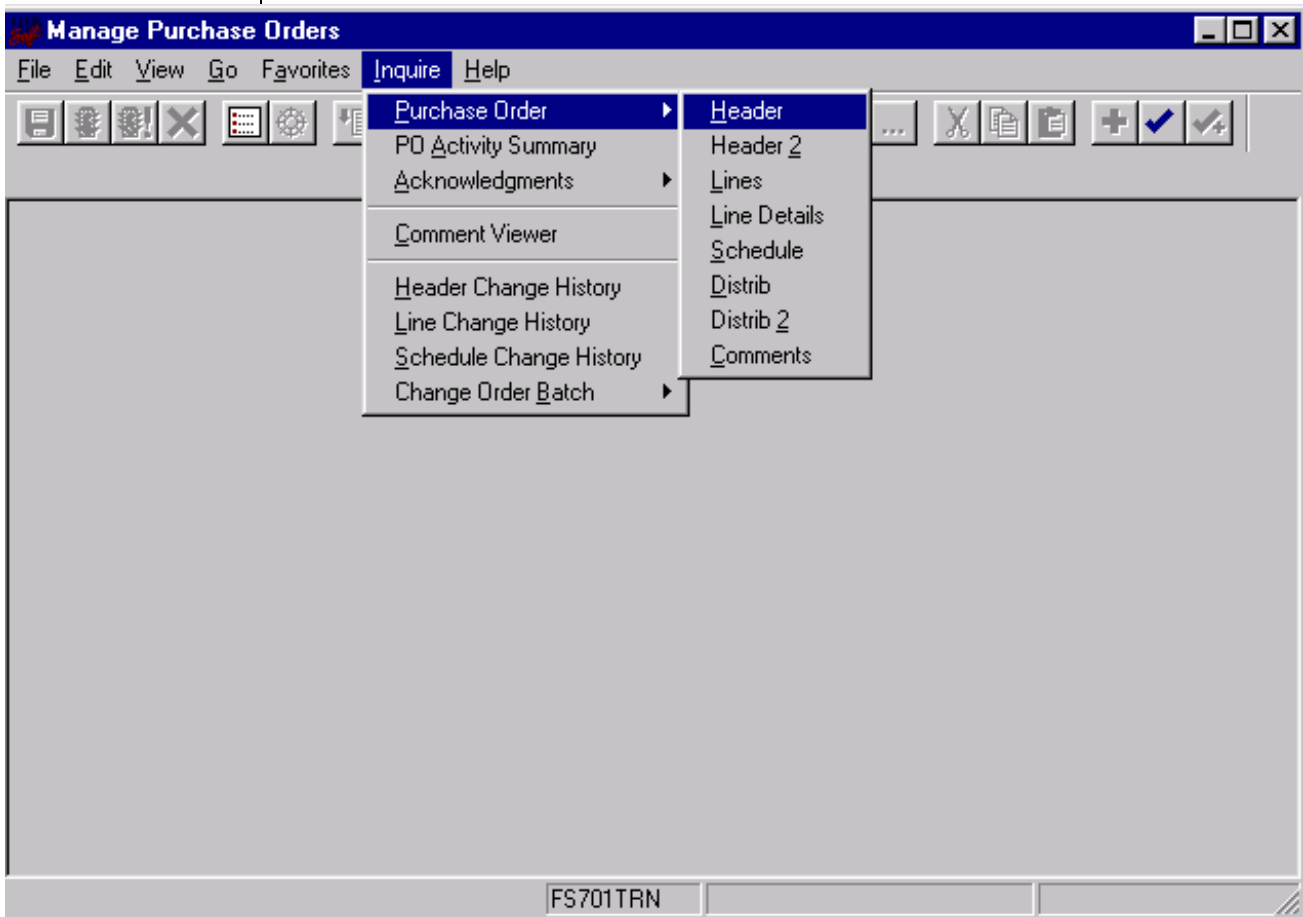 Manage Purchase Orders
File Edit View Go Favorites Inquire Help
Purchase Order
PO Activity Summary
Acknowledgments
Comment Viewer
Header Change History
Line Change History
Schedule Change History
Change Order Batch
Header
Header 2
Lines
Line Details
Schedule
Distrib
Distrib 2
Comments
...
FS701TRN